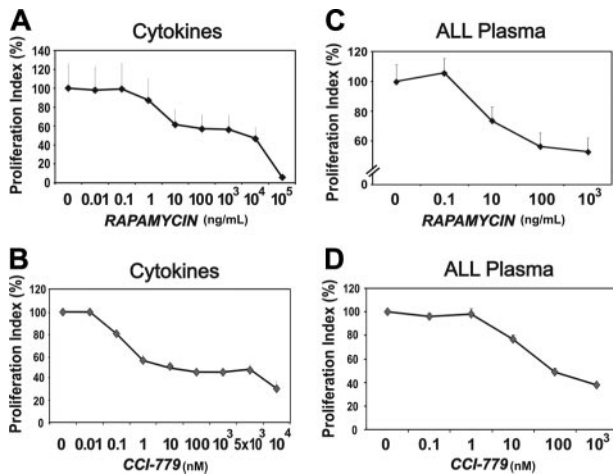 A
Cytokines
Proliferation Index (%)
140
120
100
80
60
40
20
0
0 0.01 0.1 1 10 100 10³ 10⁴ 10⁵
RAPAMYCIN (ng/mL)
C
ALL Plasma
Proliferation Index (%)
120
100
80
60
0
0 0.1 10 100 10³
RAPAMYCIN (ng/mL)
B
Cytokines
Proliferation Index (%)
120
100
80
60
40
20
0
0 0.01 0.1 1 10 100 10³ 5x10³ 10⁴
CCI-779 (nM)
D
ALL Plasma
Proliferation Index (%)
120
100
80
60
40
20
0
0 0.1 1 10 100 10³
CCI-779 (nM)